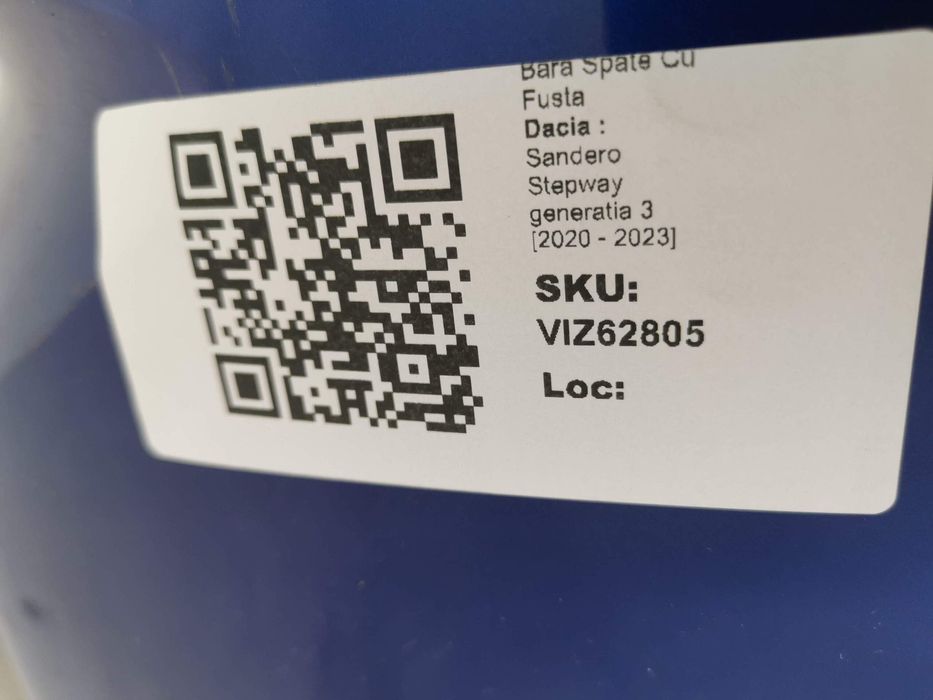 Bara Spate Cu
Fusta
Dacia :
Sandero
Stepway
generatia 3
[2020 - 2023]
SKU:
VIZ62805
Loc: